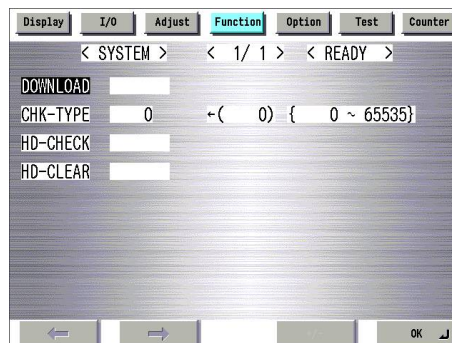 Display I/O Adjust Function Option Test Counter
< SYSTEM > < 1/ 1 > < READY >
DOWNLOAD
CHK-TYPE 0 ←( 0) { 0 ~ 65535}
HD-CHECK
HD-CLEAR
+/- OK